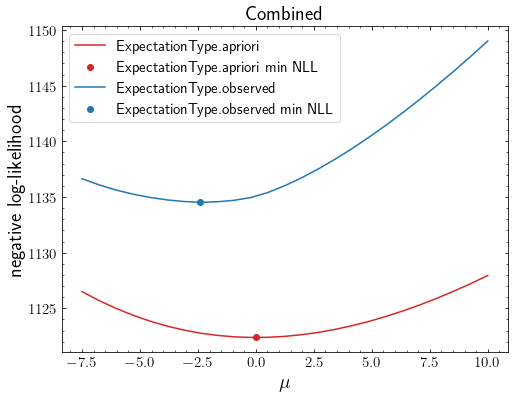 Combined
1150
1145
1140
1135
1130
1125
negative log-likelihood
ExpectationType.apriori
ExpectationType.apriori min NLL
ExpectationType.observed
ExpectationType.observed min NLL
−7.5 −5.0 −2.5 0.0 2.5 5.0 7.5 10.0
μ